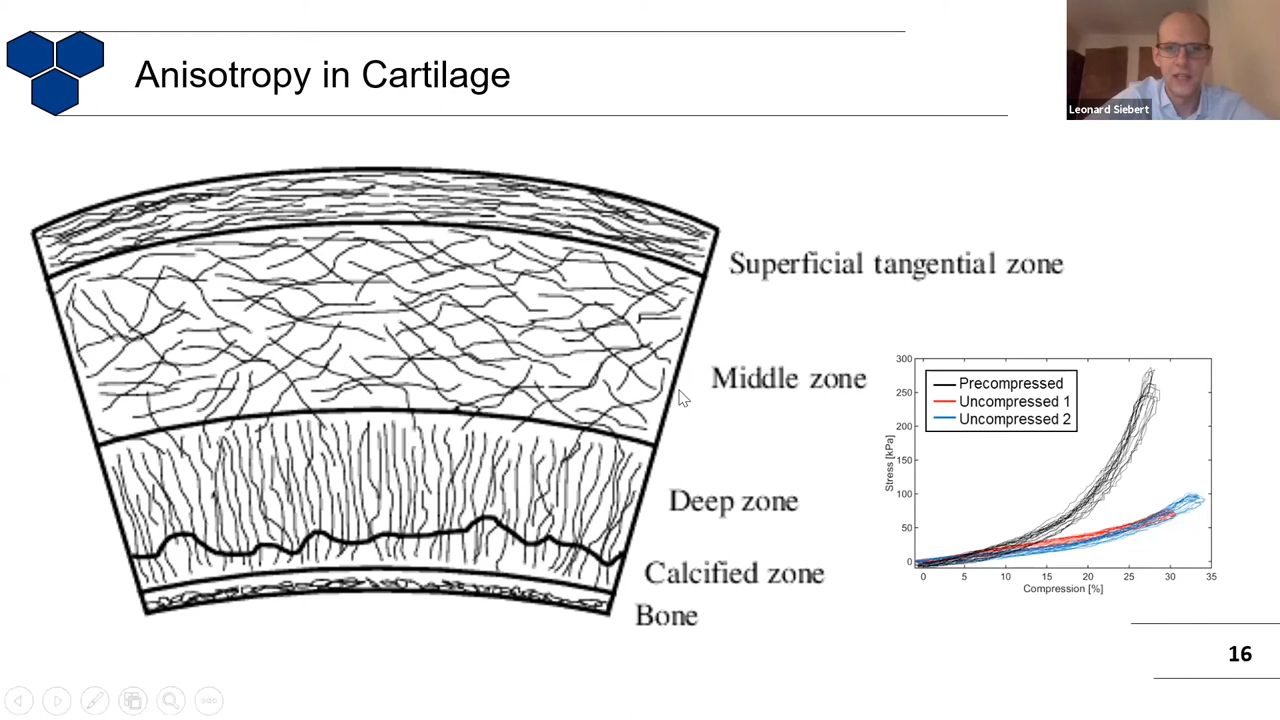 Anisotropy in Cartilage
Leonard Siebert
Superficial tangential zone
Middle zone
Deep zone
Calcified zone
Bone
Precompressed
Uncompressed 1
Uncompressed 2
Stress [kPa]
300
250
200
150
100
50
0
0 5 10 15 20 25 30 35
Compression [%]
16